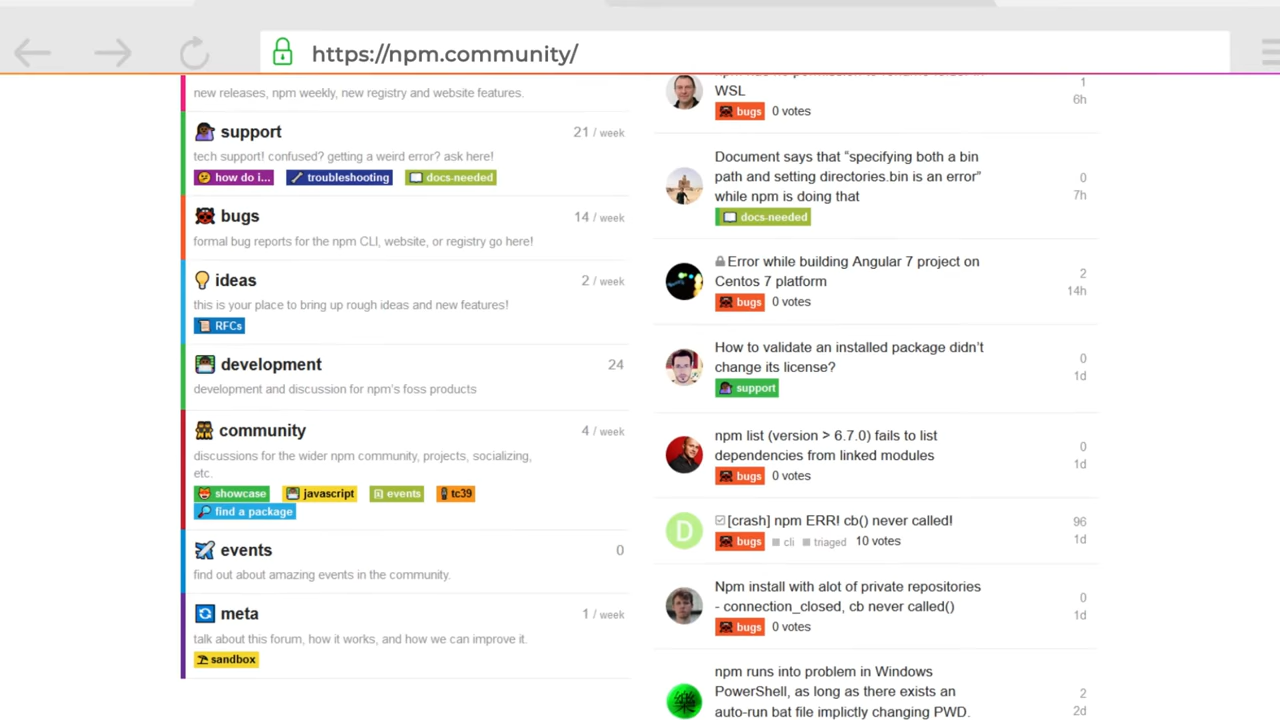 https://npm.community/
new releases, npm weekly, new registry and website features.
support
21 / week
tech support! confused? getting a weird error? ask here!
how do i...
troubleshooting
docs-needed
bugs
14 / week
formal bug reports for the npm CLI, website, or registry go here!
ideas
2 / week
this is your place to bring up rough ideas and new features!
RFCs
development
24
development and discussion for npm's foss products
community
4 / week
discussions for the wider npm community, projects, socializing,
etc.
showcase
javascript
events
tc39
find a package
events
0
find out about amazing events in the community.
meta
1 / week
talk about this forum, how it works, and how we can improve it.
sandbox
WSL
1
6h
bugs
0 votes
Document says that “specifying both a bin
path and setting directories.bin is an error”
while npm is doing that
0
7h
docs-needed
Error while building Angular 7 project on
Centos 7 platform
2
14h
bugs
0 votes
How to validate an installed package didn’t
change its license?
0
1d
support
npm list (version > 6.7.0) fails to list
dependencies from linked modules
0
1d
bugs
0 votes
D
[crash] npm ERR! cb() never called!
96
1d
bugs
cli
triaged
10 votes
Npm install with alot of private repositories
- connection_closed, cb never called()
0
1d
bugs
0 votes
npm runs into problem in Windows
PowerShell, as long as there exists an
auto-run bat file implicitly changing PWD.
2
2d